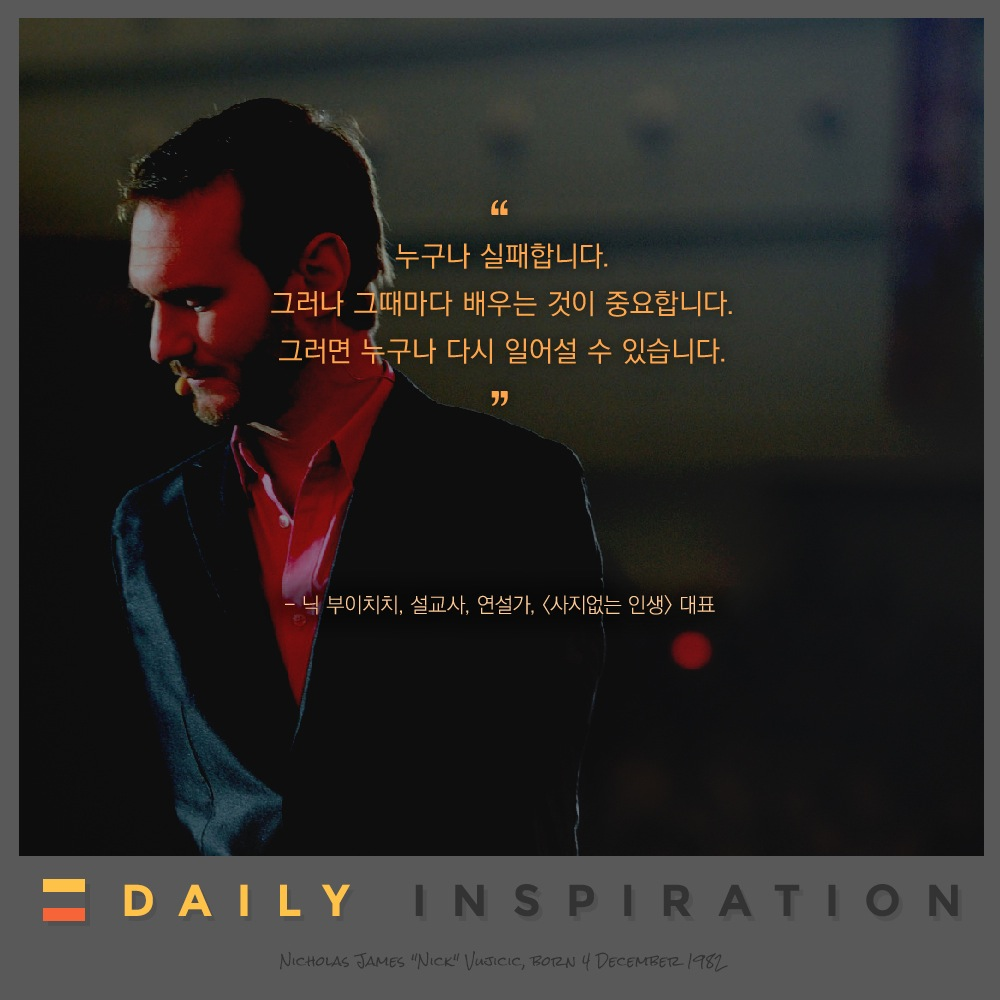 “
누구나 실패합니다.
그러나 그때마다 배우는 것이 중요합니다.
그러면 누구나 다시 일어설 수 있습니다.
”
– 닉 부이치치, 설교사, 연설가, 〈사지없는 인생〉 대표
DAILY INSPIRATION
Nicholas James "Nick" Vujicic, born 4 December 1982